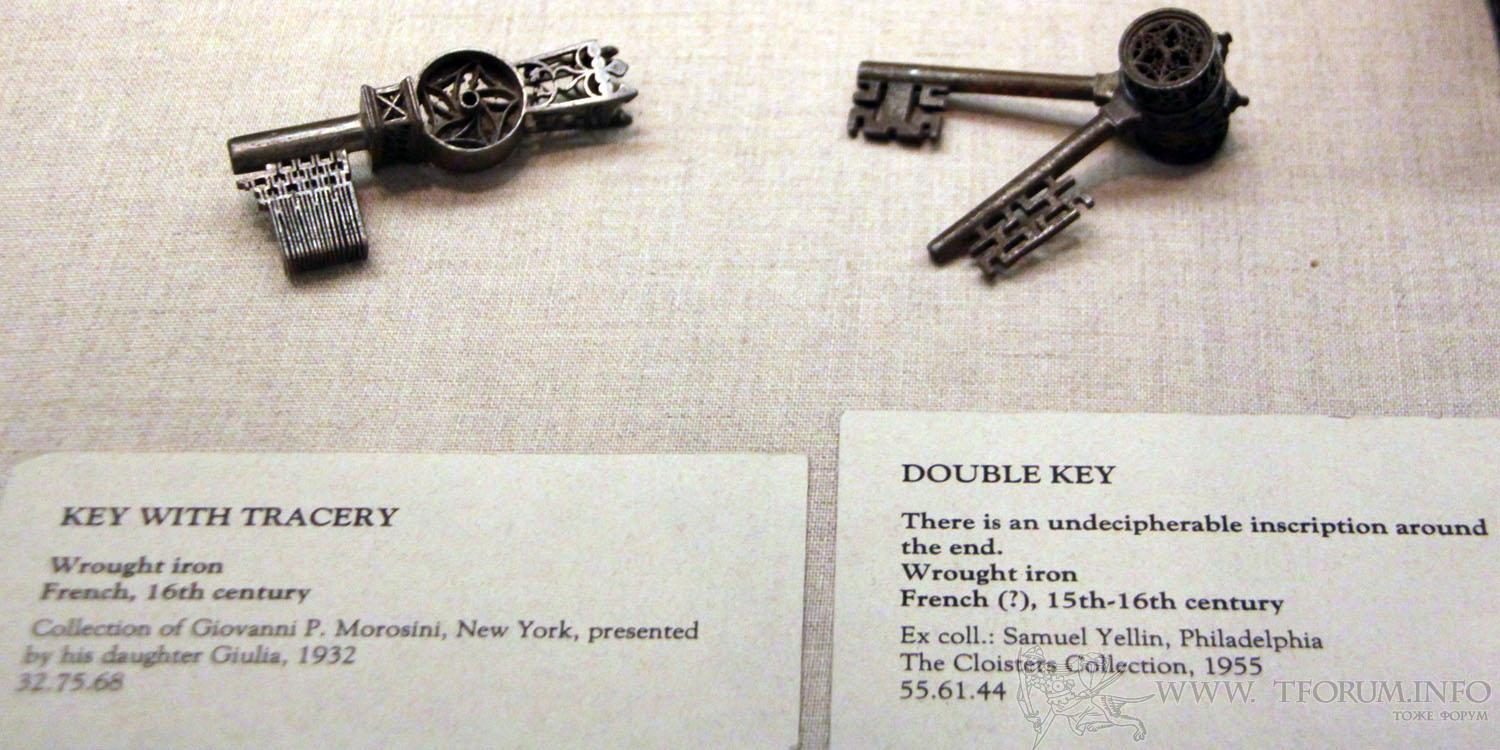 KEY WITH TRACERY
Wrought iron
French, 16th century
Collection of Giovanni P. Morosini, New York, presented
by his daughter Giulia, 1932
32.75.68
DOUBLE KEY
There is an undecipherable inscription around
the end.
Wrought iron
French (?), 15th-16th century
Ex coll.: Samuel Yellin, Philadelphia
The Cloisters Collection, 1955
55.61.44
WWW. TFORUM.INFO
ТОЖЕ ФОРУМ